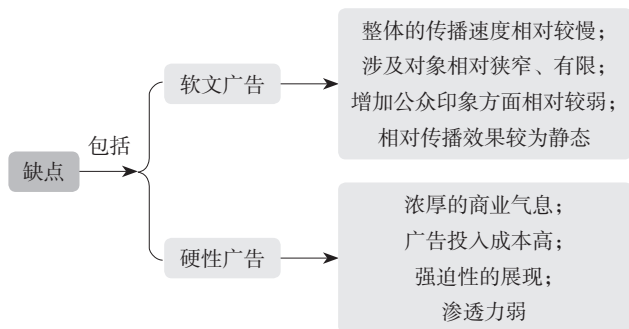 缺点
包括
软文广告
整体的传播速度相对较慢;
涉及对象相对狭窄、有限;
增加公众印象方面相对较弱;
相对传播效果较为静态
硬性广告
浓厚的商业气息;
广告投入成本高;
强迫性的展现;
渗透力弱